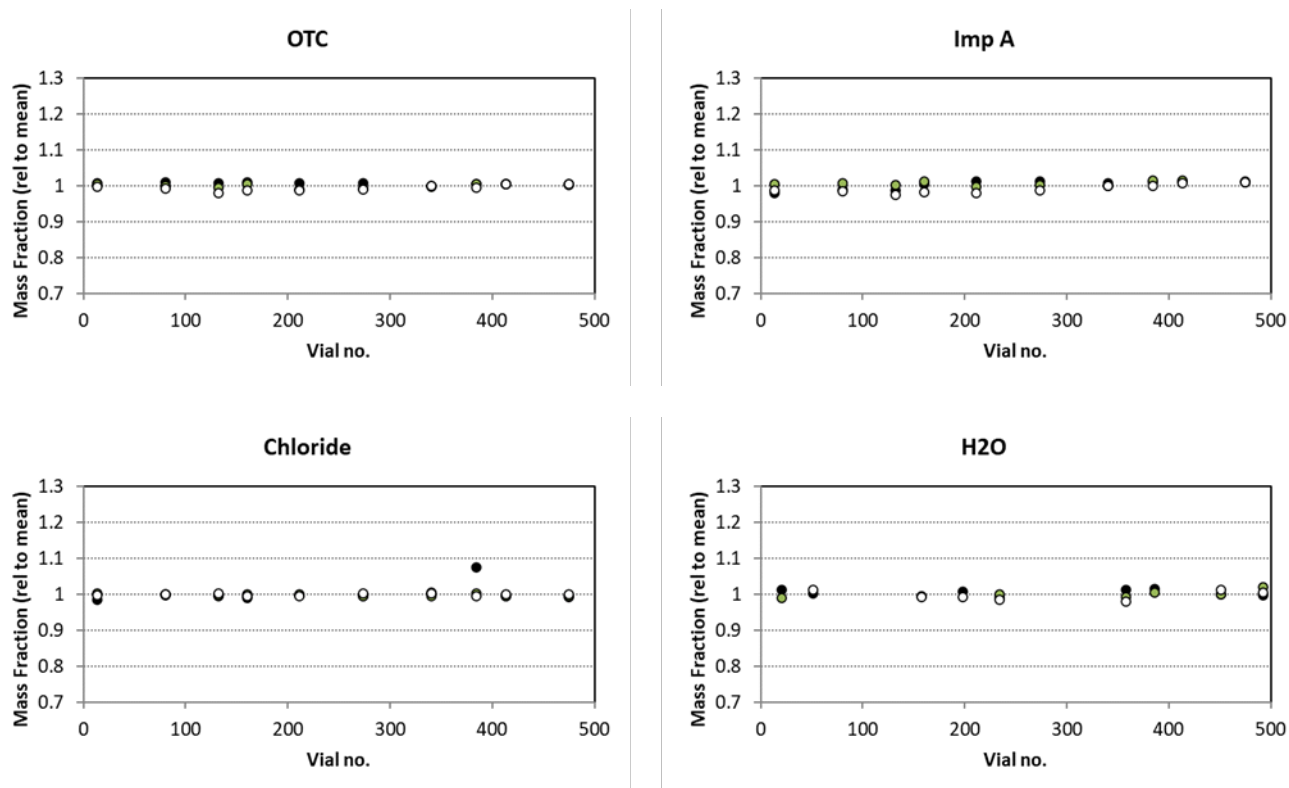 OTC
Mass Fraction (rel to mean)
1.3
1.2
1.1
1
0.9
0.8
0.7
0 100 200 300 400 500
Vial no.
Imp A
Mass Fraction (rel to mean)
1.3
1.2
1.1
1
0.9
0.8
0.7
0 100 200 300 400 500
Vial no.
Chloride
Mass Fraction (rel to mean)
1.3
1.2
1.1
1
0.9
0.8
0.7
0 100 200 300 400 500
Vial no.
H2O
Mass Fraction (rel to mean)
1.3
1.2
1.1
1
0.9
0.8
0.7
0 100 200 300 400 500
Vial no.